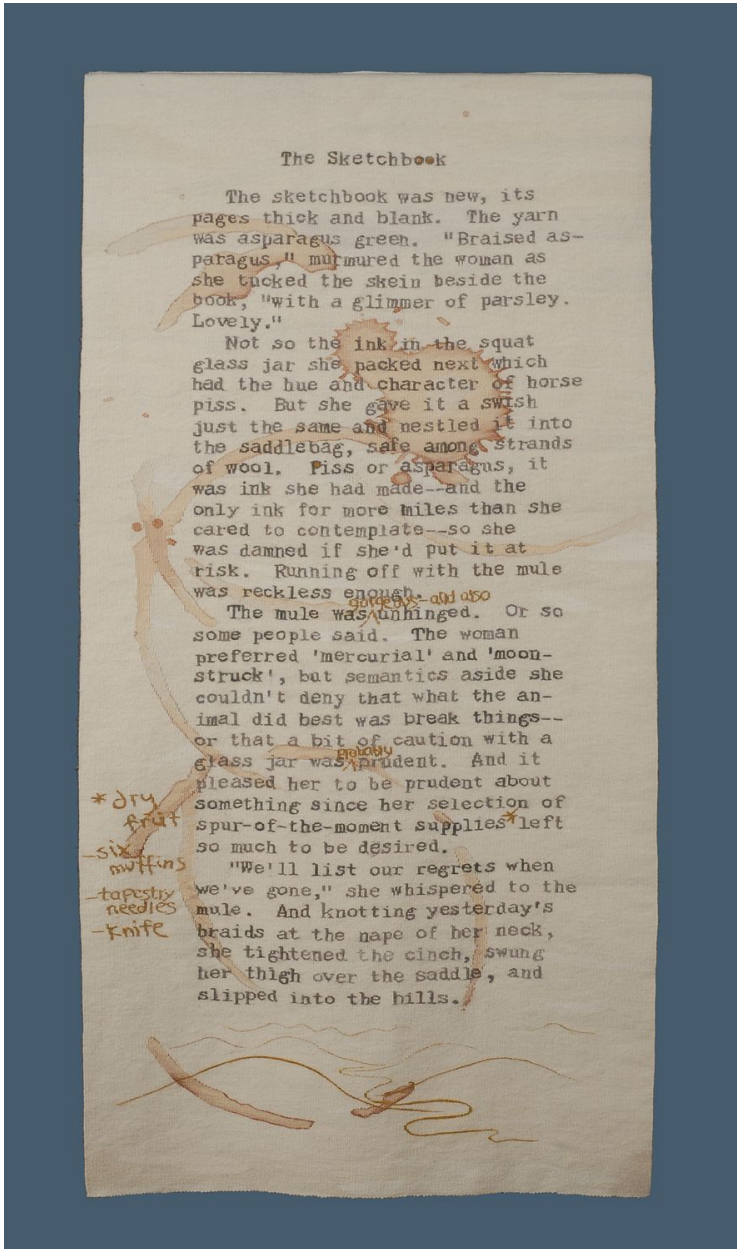 The Sketchbook
The sketchbook was new, its
pages thick and blank.  The yarn
was asparagus green.  "Braised as-
paragus," murmured the woman as
she tucked the skein beside the
book, "with a glimmer of parsley.
Lovely."
Not so the ink in the squat
glass jar she packed next which
had the hue and character of horse
piss.  But she gave it a swish
just the same and nestled it into
the saddlebag, safe among strands
of wool.  Piss or asparagus, it
was ink she had made--and the
only ink for more miles than she
cared to contemplate--so she
was damned if she'd put it at
risk.  Running off with the mule
was reckless enough.
gorgeous-and also
The mule was unhinged.  Or so
some people said.  The woman
preferred 'mercurial' and 'moon-
struck', but semantics aside she
couldn't deny that what the an-
imal did best was break things--
or that a bit of caution with a
probably
glass jar was prudent.  And it
pleased her to be prudent about
something since her selection of
spur-of-the-moment supplies* left
so much to be desired.
* dry
fruit
-six
muffins
-tapestry
needles
-knife
"We'll list our regrets when
we've gone," she whispered to the
mule.  And knotting yesterday's
braids at the nape of her neck,
she tightened the cinch, swung
her thigh over the saddle, and
slipped into the hills.